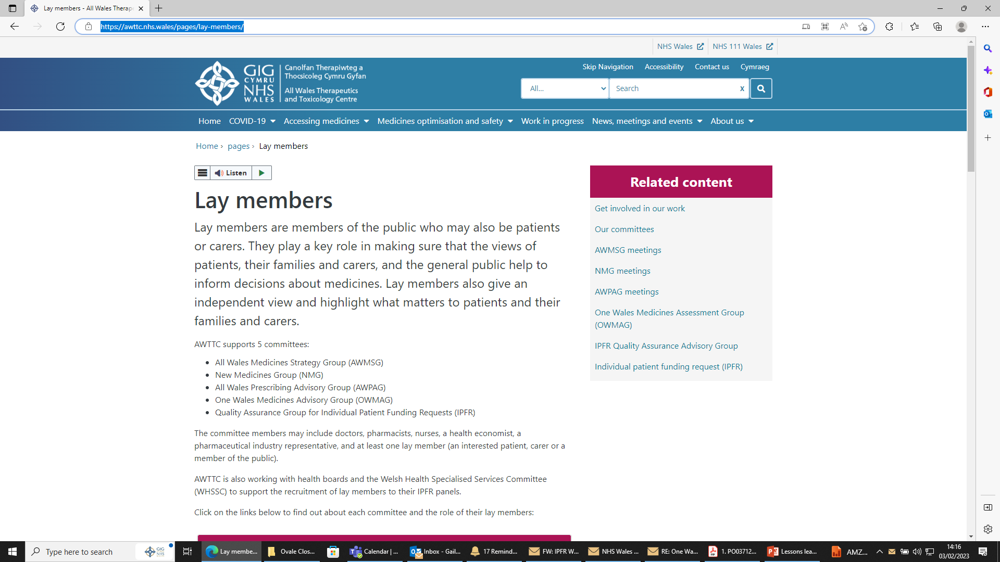 Lay members - All Wales Therape
https://awttc.nhs.wales/pages/lay-members/
NHS Wales
NHS 111 Wales
GIG
CYMRU
NHS
WALES
Canolfan Therapiwteg a
Thocsicoleg Cymru Gyfan
All Wales Therapeutics
and Toxicology Centre
Skip Navigation Accessibility Contact us Cymraeg
All... Search x
Home COVID-19 Accessing medicines Medicines optimisation and safety Work in progress News, meetings and events About us
Home › pages › Lay members
Listen
Lay members
Lay members are members of the public who may also be patients
or carers. They play a key role in making sure that the views of
patients, their families and carers, and the general public help to
inform decisions about medicines. Lay members also give an
independent view and highlight what matters to patients and their
families and carers.
AWTTC supports 5 committees:
• All Wales Medicines Strategy Group (AWMSG)
• New Medicines Group (NMG)
• All Wales Prescribing Advisory Group (AWPAG)
• One Wales Medicines Advisory Group (OWMAG)
• Quality Assurance Group for Individual Patient Funding Requests (IPFR)
The committee members may include doctors, pharmacists, nurses, a health economist, a
pharmaceutical industry representative, and at least one lay member (an interested patient, carer or a
member of the public).
AWTTC is also working with health boards and the Welsh Health Specialised Services Committee
(WHSSC) to support the recruitment of lay members to their IPFR panels.
Click on the links below to find out about each committee and the role of their lay members:
Related content
Get involved in our work
Our committees
AWMSG meetings
NMG meetings
AWPAG meetings
One Wales Medicines Assessment Group
(OWMAG)
IPFR Quality Assurance Advisory Group
Individual patient funding request (IPFR)
Type here to search
Lay membe...
Ovale Clos...
Calendar | ...
Inbox - Gail...
17 Remind...
FW: IPFR W...
NHS Wales ...
RE: One Wa...
1. PO03712...
Lessons lea...
AMZ...
14:16
03/02/2023